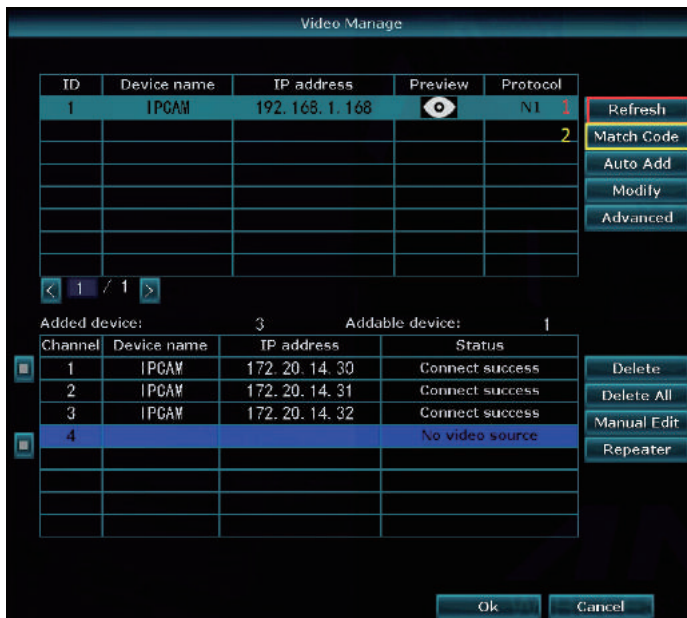 Video Manage
ID Device name IP address Preview Protocol
1 IPCAM 192.168.1.168 N1 1 Refresh
2 Match Code
Auto Add
Modify
Advanced
< 1 / 1 >
Added device: 3 Addable device: 1
Channel Device name IP address Status
1 IPCAM 172.20.14.30 Connect success Delete
2 IPCAM 172.20.14.31 Connect success Delete All
3 IPCAM 172.20.14.32 Connect success Manual Edit
4 No video source Repeater
Ok Cancel